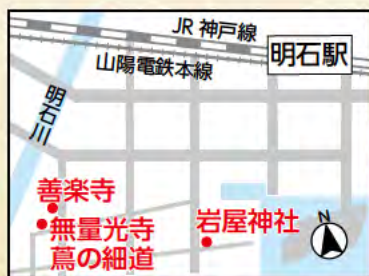 JR 神戸線
明石駅
山陽電鉄本線
明石川
善楽寺
無量光寺
蔦の細道
岩屋神社
N